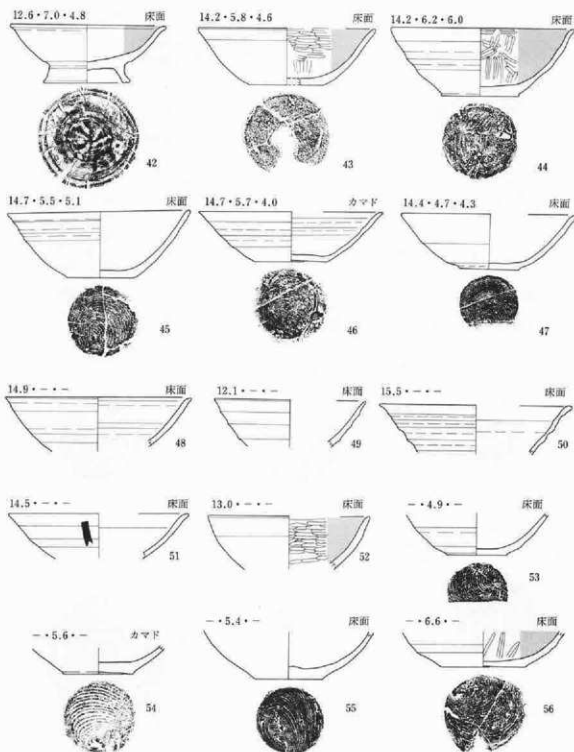 12.6・7.0・4.8 床面
14.2・5.8・4.6 床面
14.2・6.2・6.0 床面
42
43
44
14.7・5.5・5.1 床面
14.7・5.7・4.0 カマド
14.4・4.7・4.3 床面
45
46
47
14.9・－・－ 床面
12.1・－・－ 床面
15.5・－・－ 床面
48
49
50
14.5・－・－ 床面
13.0・－・－ 床面
－・4.9・－ 床面
51
52
53
－・5.6・－ カマド
－・5.4・－ 床面
－・6.6・－ 床面
54
55
56